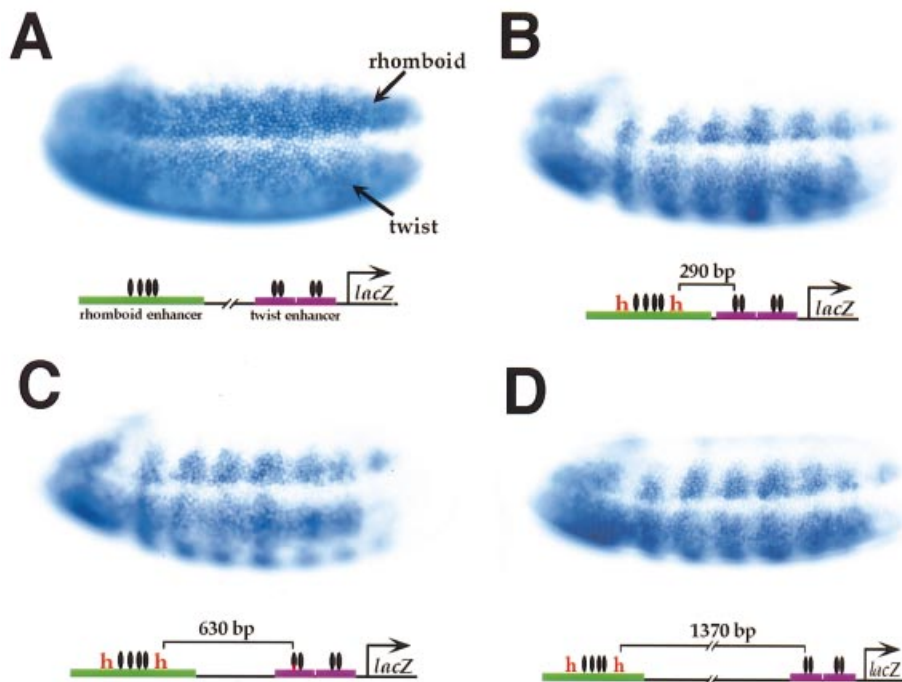 A
rhomboid
twist
lacZ
rhomboid enhancer
twist enhancer
B
290 bp
h h
lacZ
C
630 bp
h h
lacZ
D
1370 bp
h h
lacZ